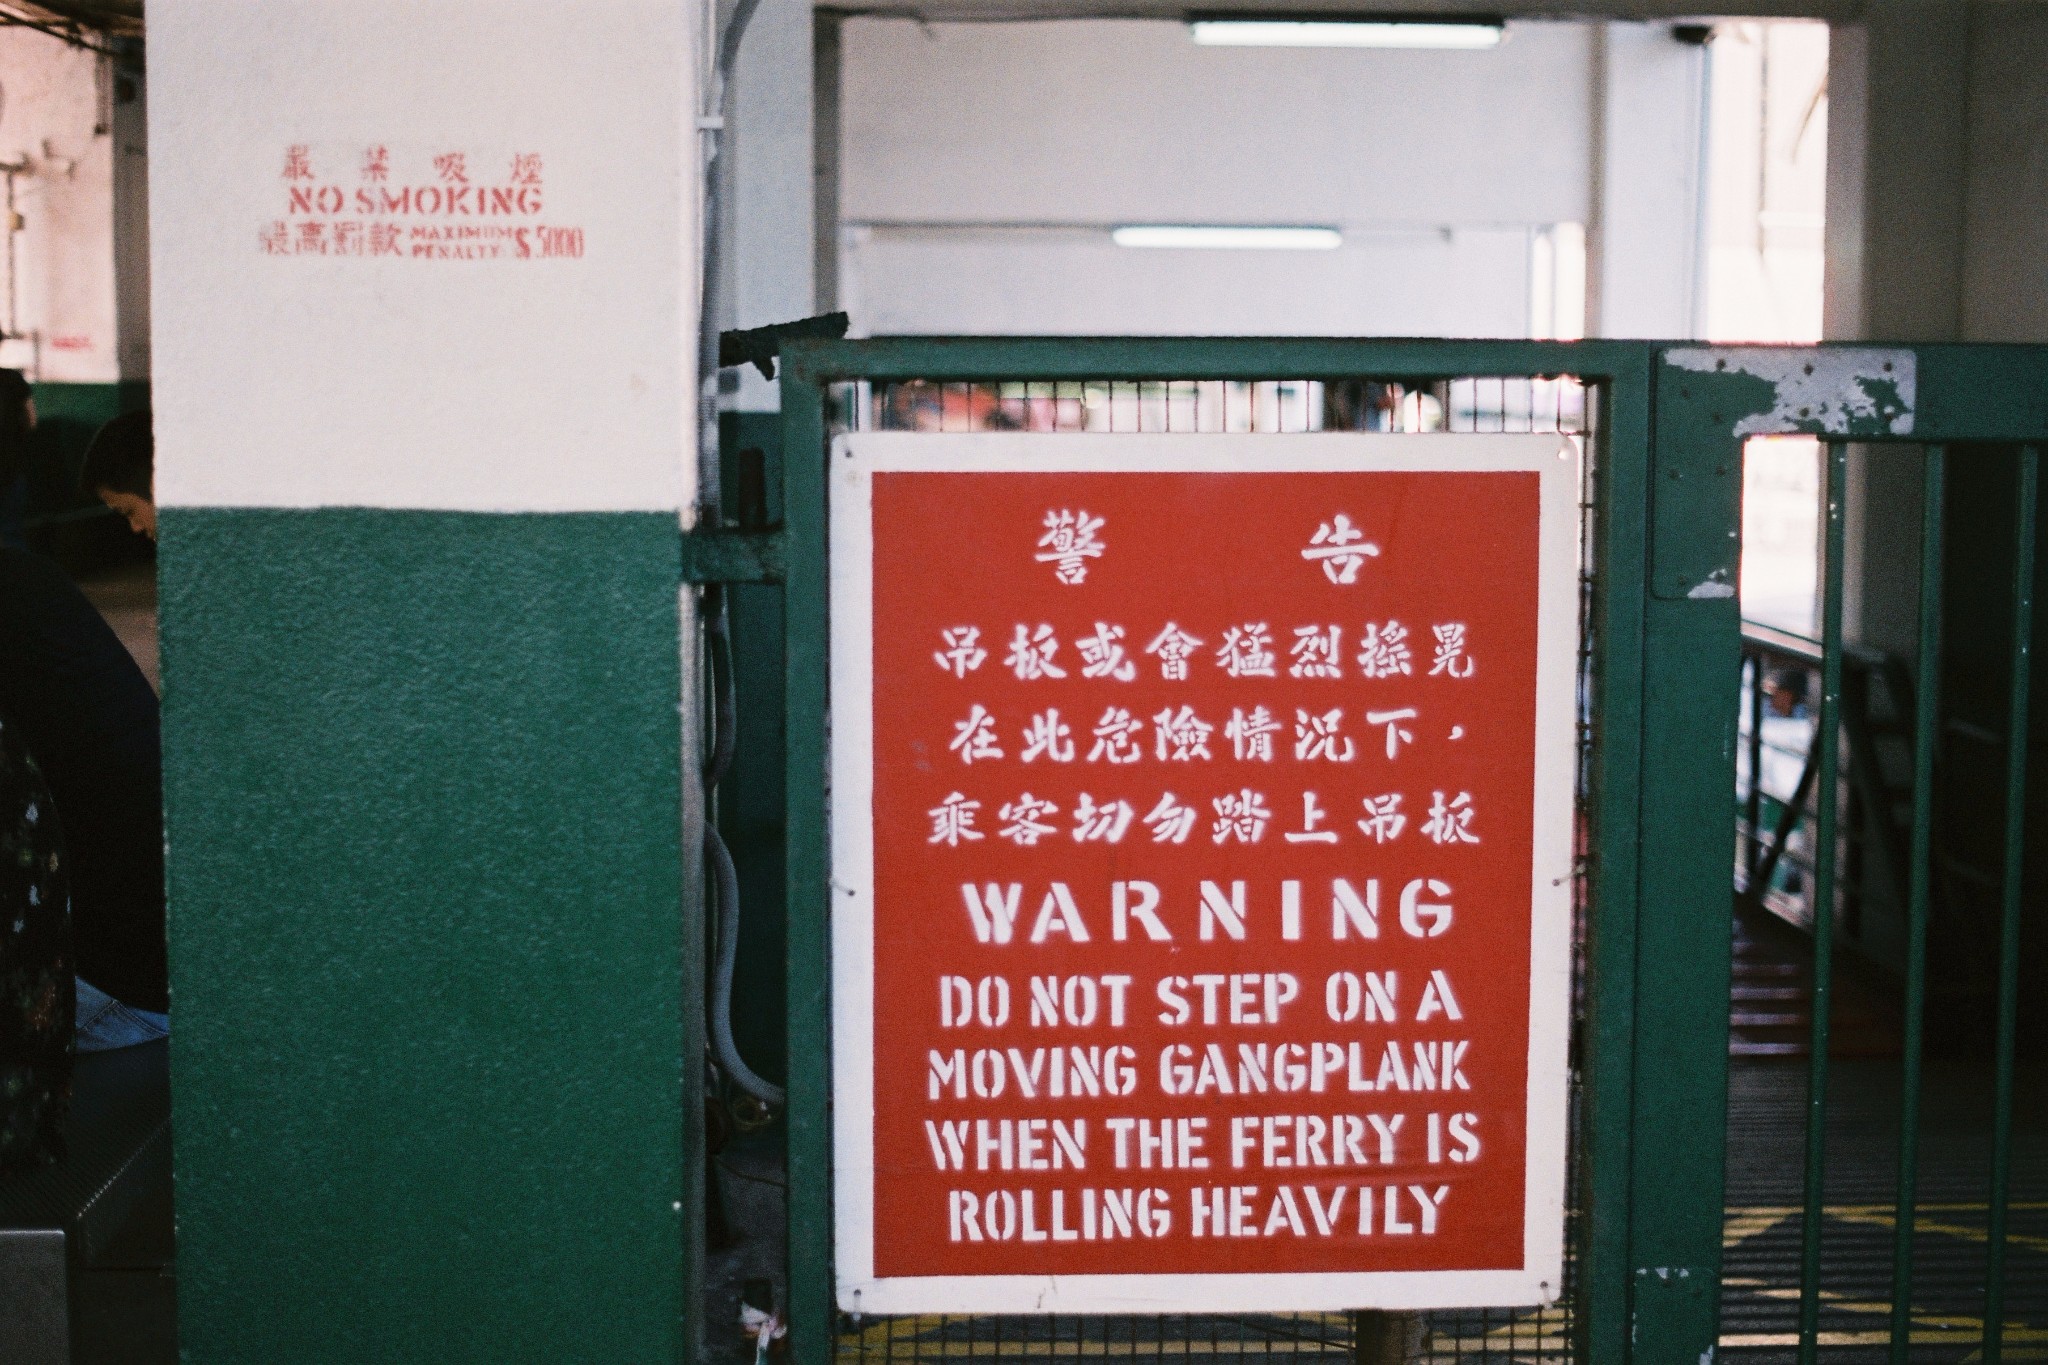 嚴禁吸煙
NO SMOKING
最高罰款 MAXIMUM PENALTY $5000
警告
吊板或會猛烈搖晃
在此危險情況下，
乘客切勿踏上吊板
WARNING
DO NOT STEP ON A
MOVING GANGPLANK
WHEN THE FERRY IS
ROLLING HEAVILY